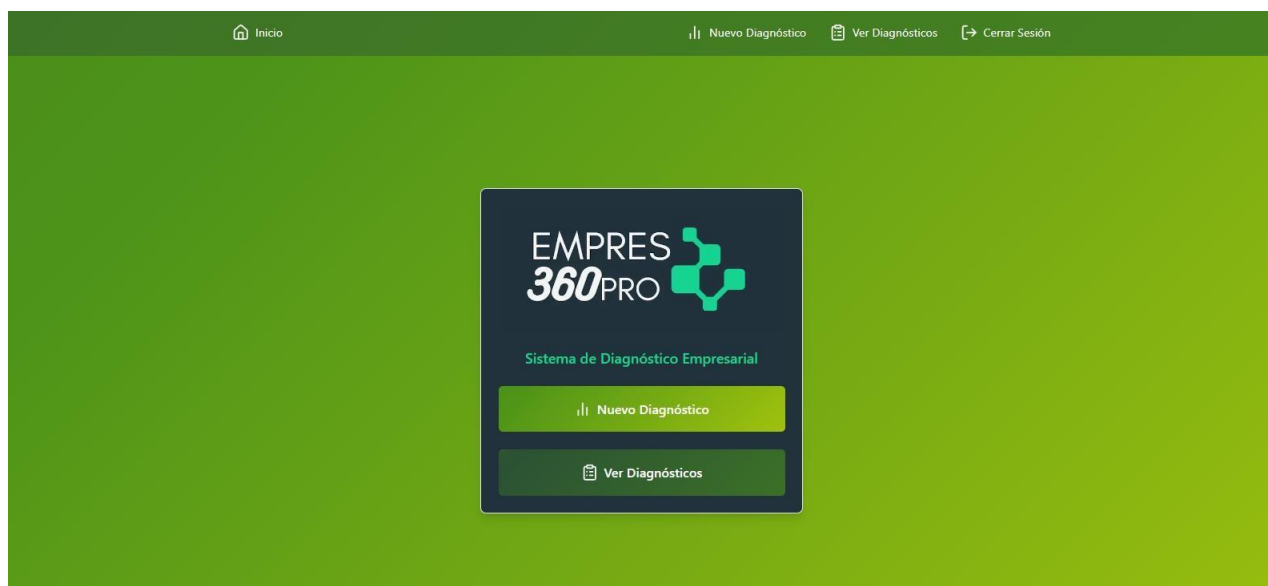 Inicio
Nuevo Diagnóstico
Ver Diagnósticos
Cerrar Sesión
EMPRES
360PRO
Sistema de Diagnóstico Empresarial
Nuevo Diagnóstico
Ver Diagnósticos